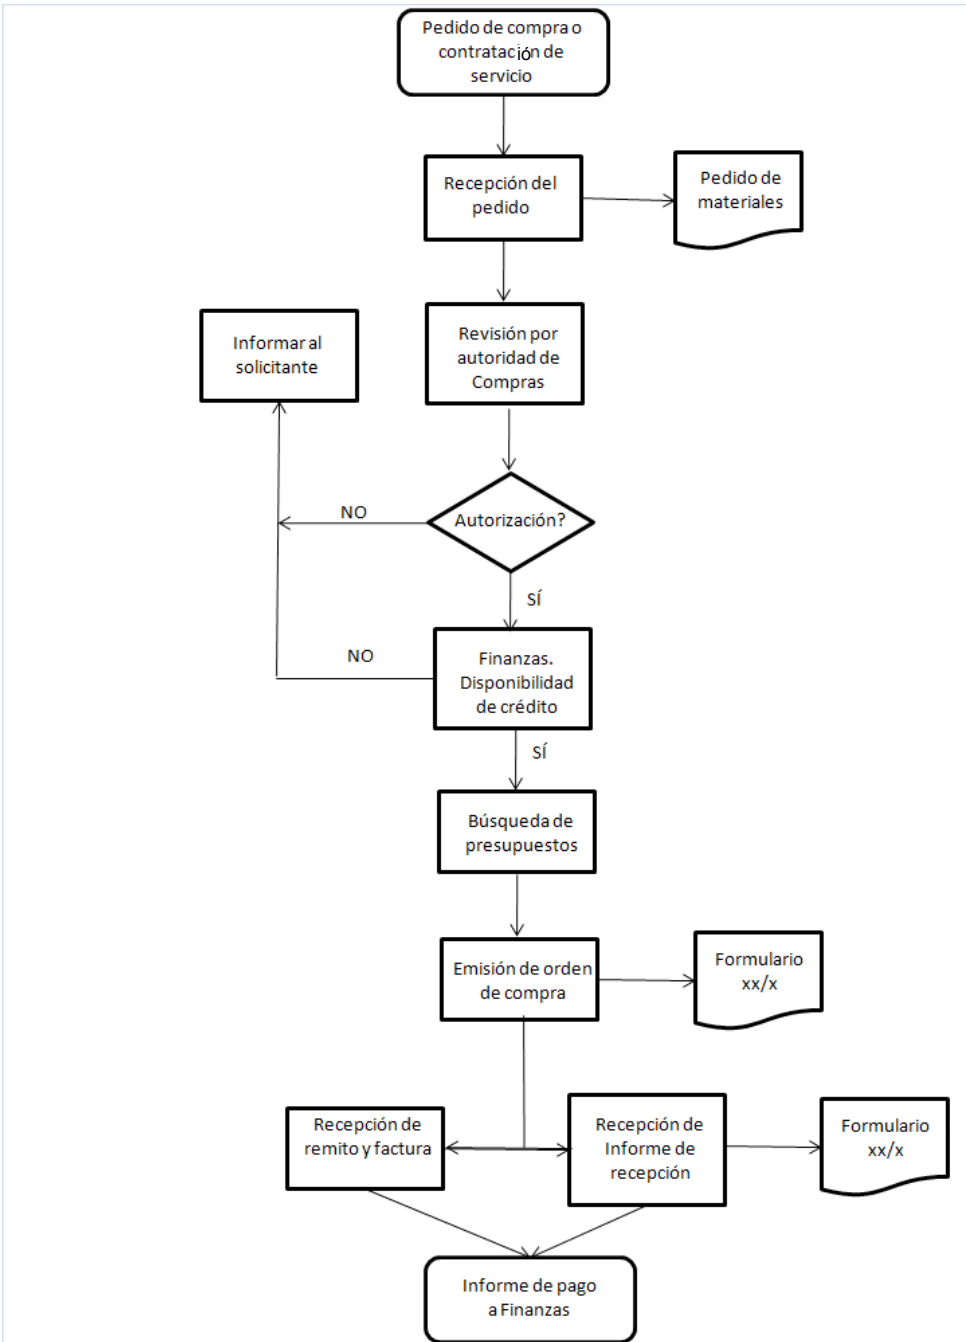 Pedido de compra o
contratación de
servicio
Recepción del
pedido
Pedido de
materiales
Revisión por
autoridad de
Compras
Informar al
solicitante
Autorización?
NO
SÍ
Finanzas.
Disponibilidad
de crédito
NO
SÍ
Búsqueda de
presupuestos
Emisión de orden
de compra
Formulario
xx/x
Recepción de
remito y factura
Recepción de
Informe de
recepción
Formulario
xx/x
Informe de pago
a Finanzas